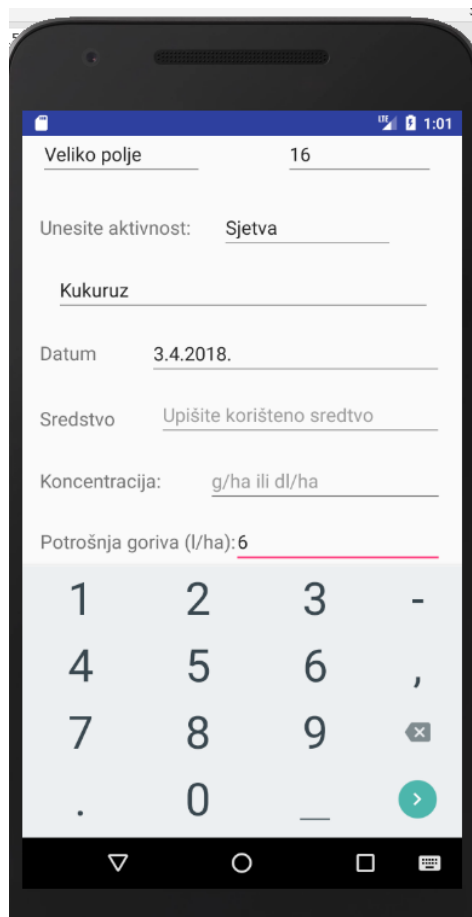 LTE 1:01
Veliko polje 16
Unesite aktivnost: Sjetva
Kukuruz
Datum 3.4.2018.
Sredstvo Upišite korišteno sredtvo
Koncentracija: g/ha ili dl/ha
Potrošnja goriva (l/ha): 6
1 2 3 -
4 5 6 ,
7 8 9
. 0 _